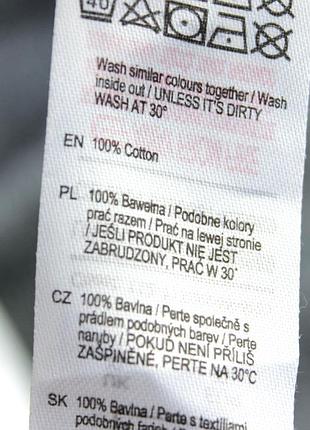 40
Wash similar colours together / Wash
inside out / UNLESS IT'S DIRTY
WASH AT 30°
EN 100% Cotton
PL 100% Bawełna / Podobne kolory
prać razem / Prać na lewej stronie
/ JEŚLI PRODUKT NIE JEST
ZABRUDZONY, PRAĆ W 30°
CZ 100% Bavlna / Perte společně s
prádlem podobných barev / Perte
naruby / POKUD NENÍ PŘÍLIŠ
ZAŠPINĚNÉ, PERTE NA 30°C
SK 100% Bavlna / Perte s textíliami
podobných farieb /